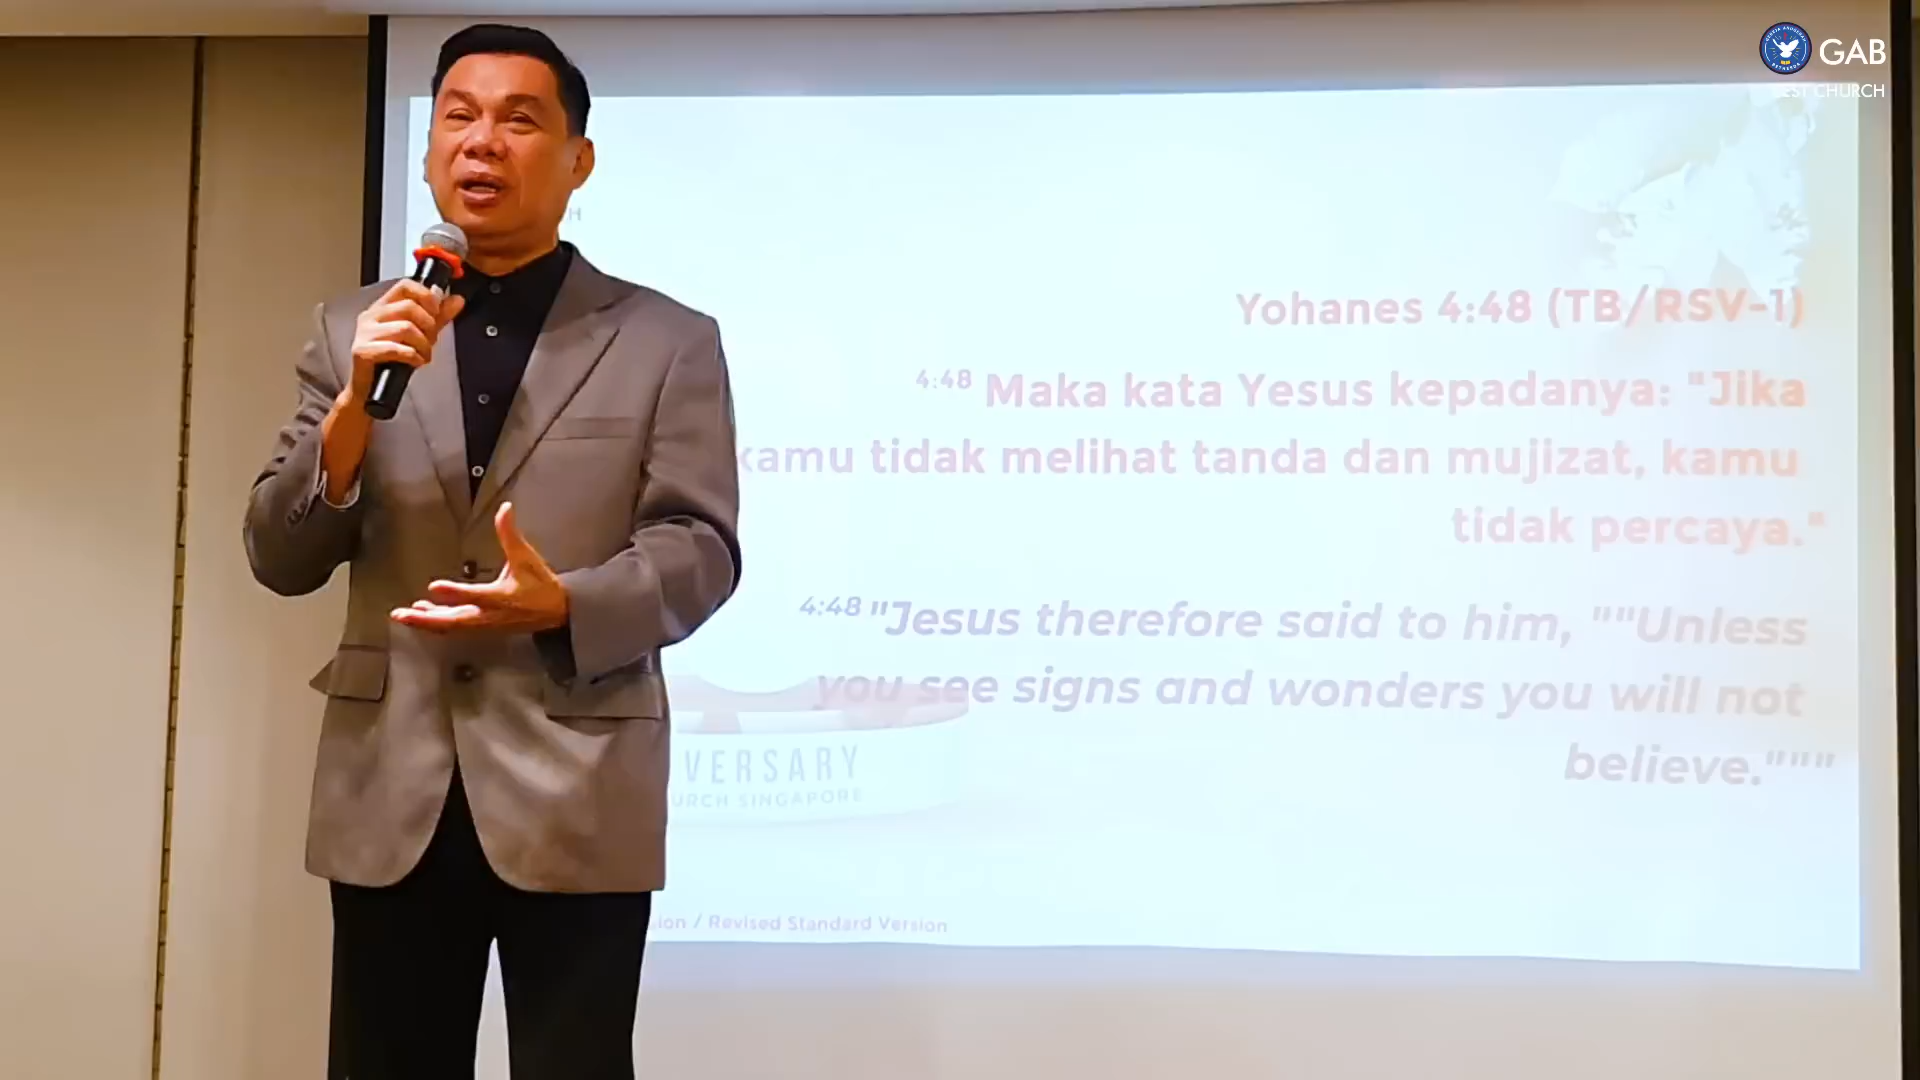 GAB
CHURCH
H
Yohanes 4:48 (TB/RSV-1)
4:48 Maka kata Yesus kepadanya: "Jika
kamu tidak melihat tanda dan mujizat, kamu
tidak percaya."
4:48 "Jesus therefore said to him, ""Unless
you see signs and wonders you will not
believe."""
VERSARY
URCH SINGAPORE
sion / Revised Standard Version